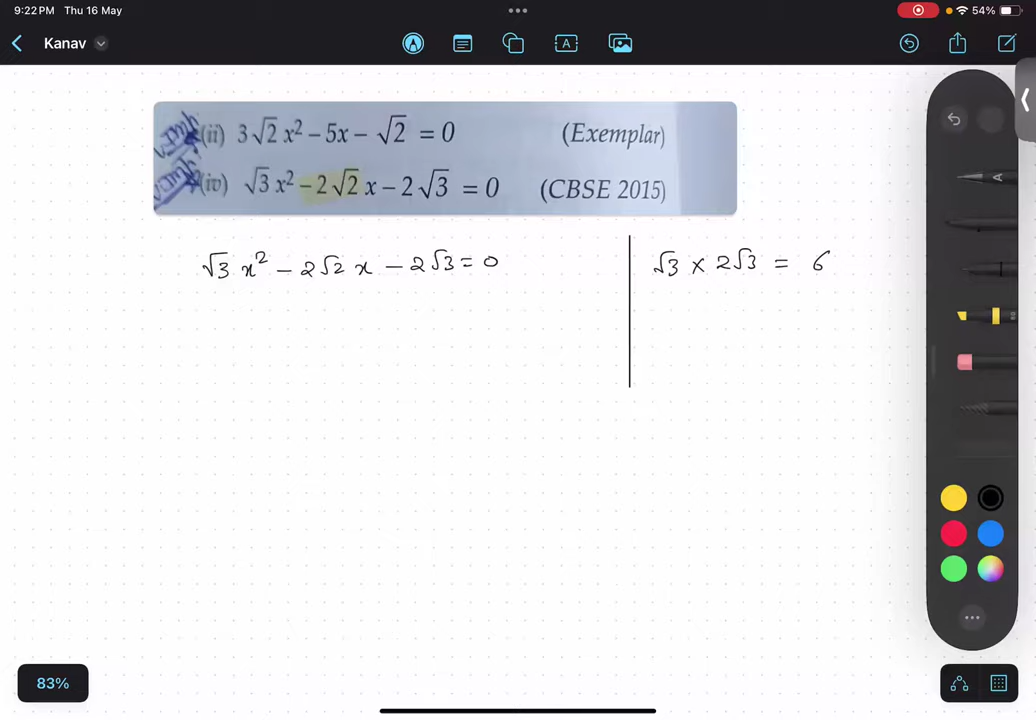 9:22 PM Thu 16 May
54%
Kanav
A
(ii) 3√2 x² – 5x – √2 = 0 (Exemplar)
(iv) √3 x² – 2√2 x – 2√3 = 0 (CBSE 2015)
√3 x² – 2√2 x – 2√3 = 0
√3 × 2√3 = 6
A
83%